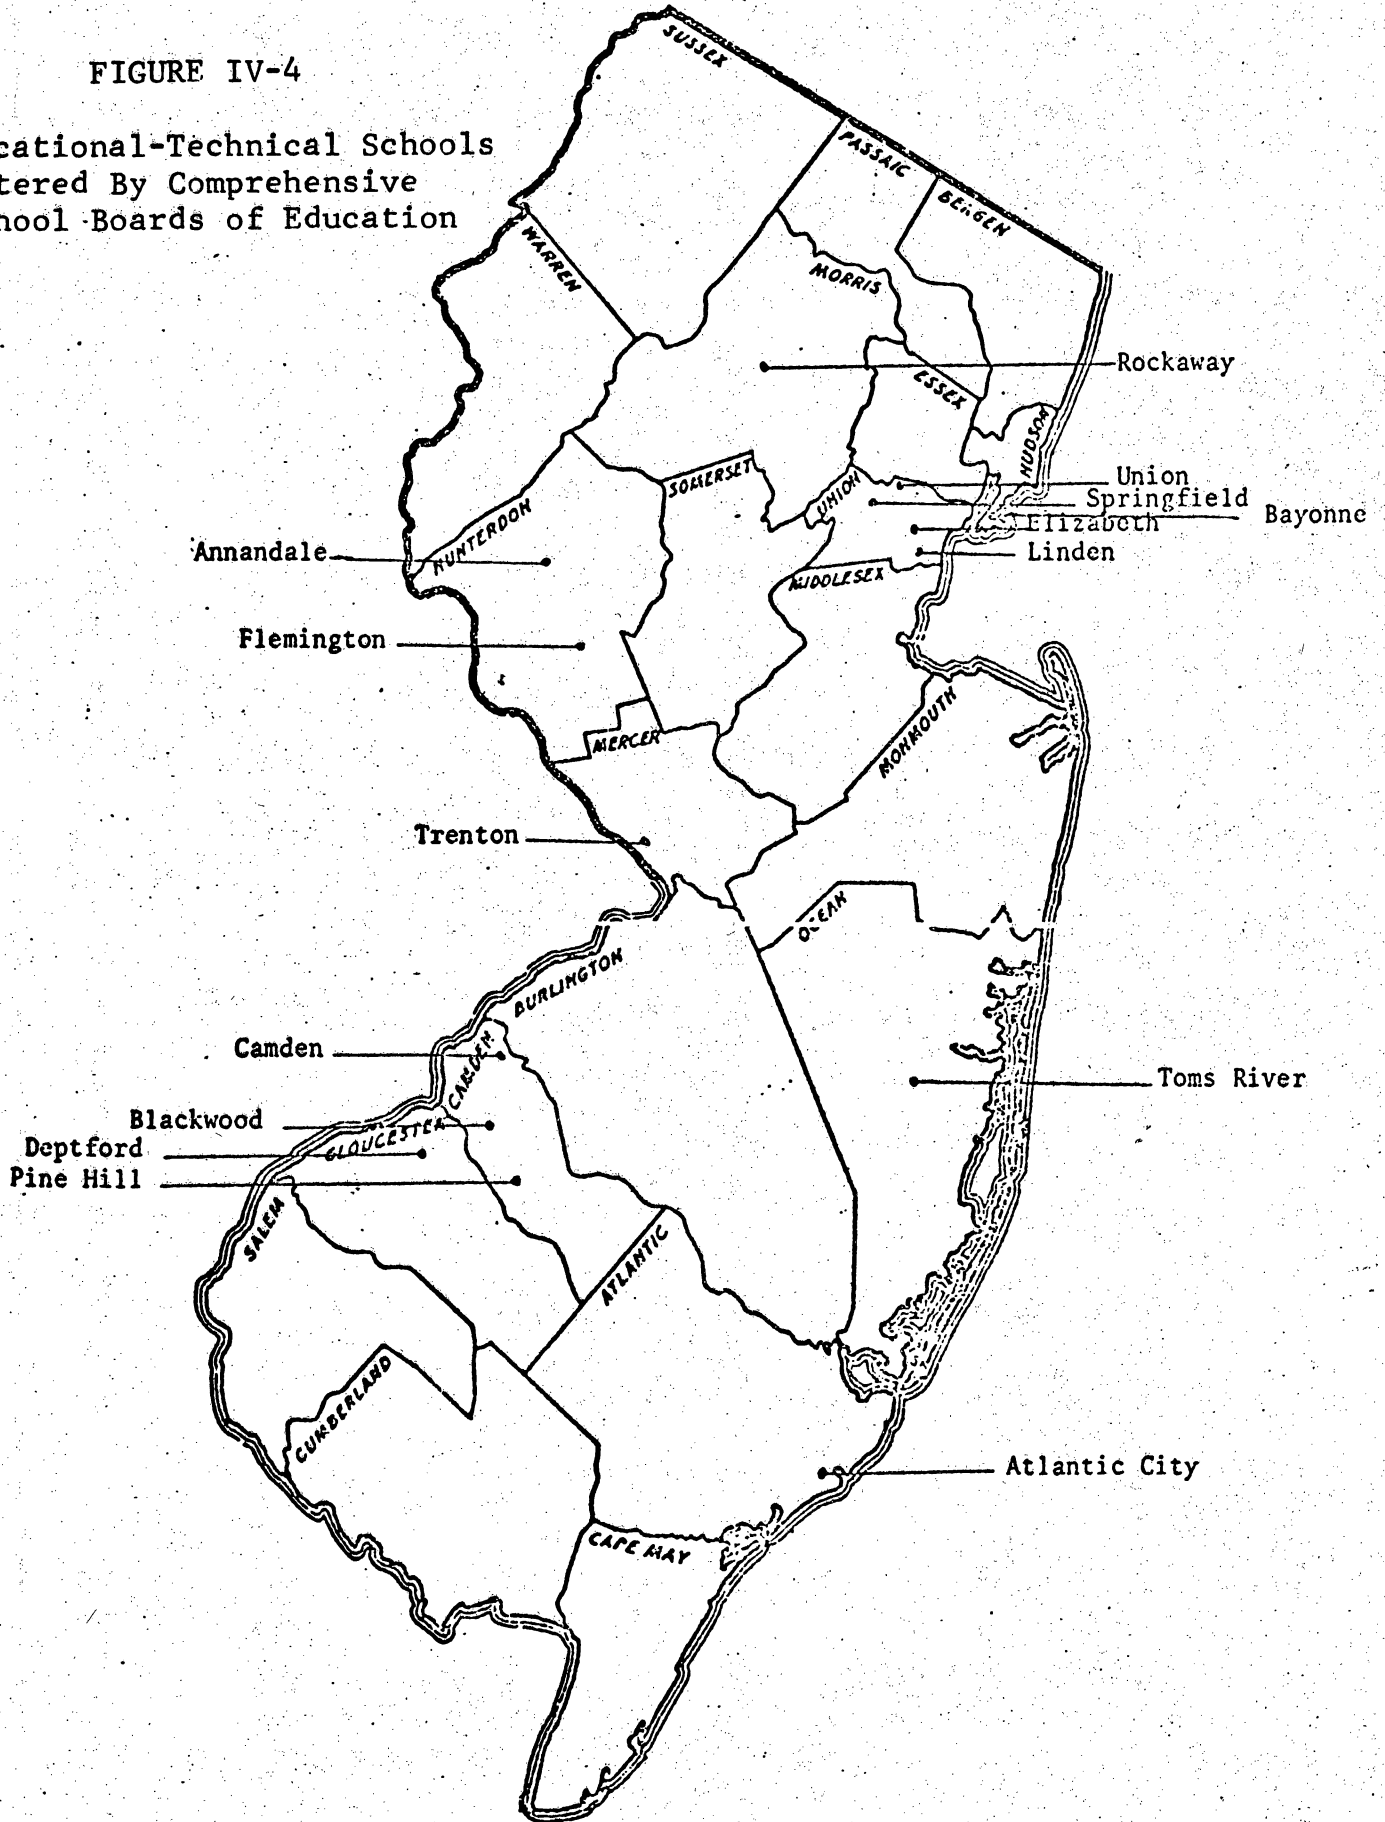 FIGURE IV-4
cational-Technical Schools
tered By Comprehensive
hool Boards of Education
SUSSEX
PASSAIC
BERGEN
WARREN
MORRIS
Rockaway
ESSEX
HUDSON
SOMERSET
UNION
Union
Springfield
Bayonne
Elizabeth
HUNTERDON
Annandale
Linden
MIDDLESEX
Flemington
MERCER
MONMOUTH
Trenton
OCEAN
BURLINGTON
Camden
CAMDEN
Toms River
Blackwood
GLOUCESTER
Deptford
Pine Hill
SALEM
ATLANTIC
CUMBERLAND
Atlantic City
CAPE MAY